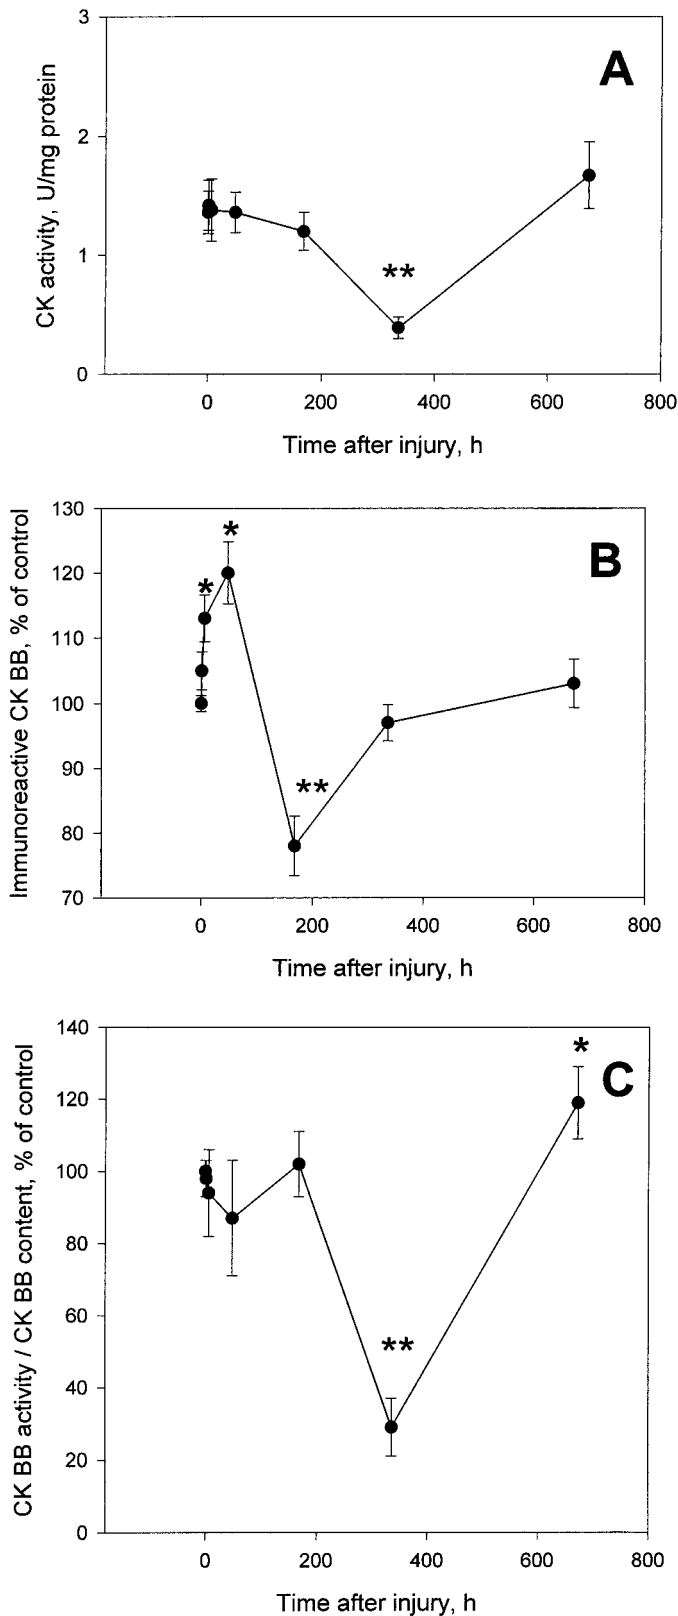 3
A
2
CK activity, U/mg protein
1
**
0
0 200 400 600 800
Time after injury, h
130
*
B
120
*
110
Immunoreactive CK BB, % of control
100
90
**
80
70
0 200 400 600 800
Time after injury, h
140
*
C
120
100
80
CK BB activity / CK BB content, % of control
60
**
40
20
0
0 200 400 600 800
Time after injury, h